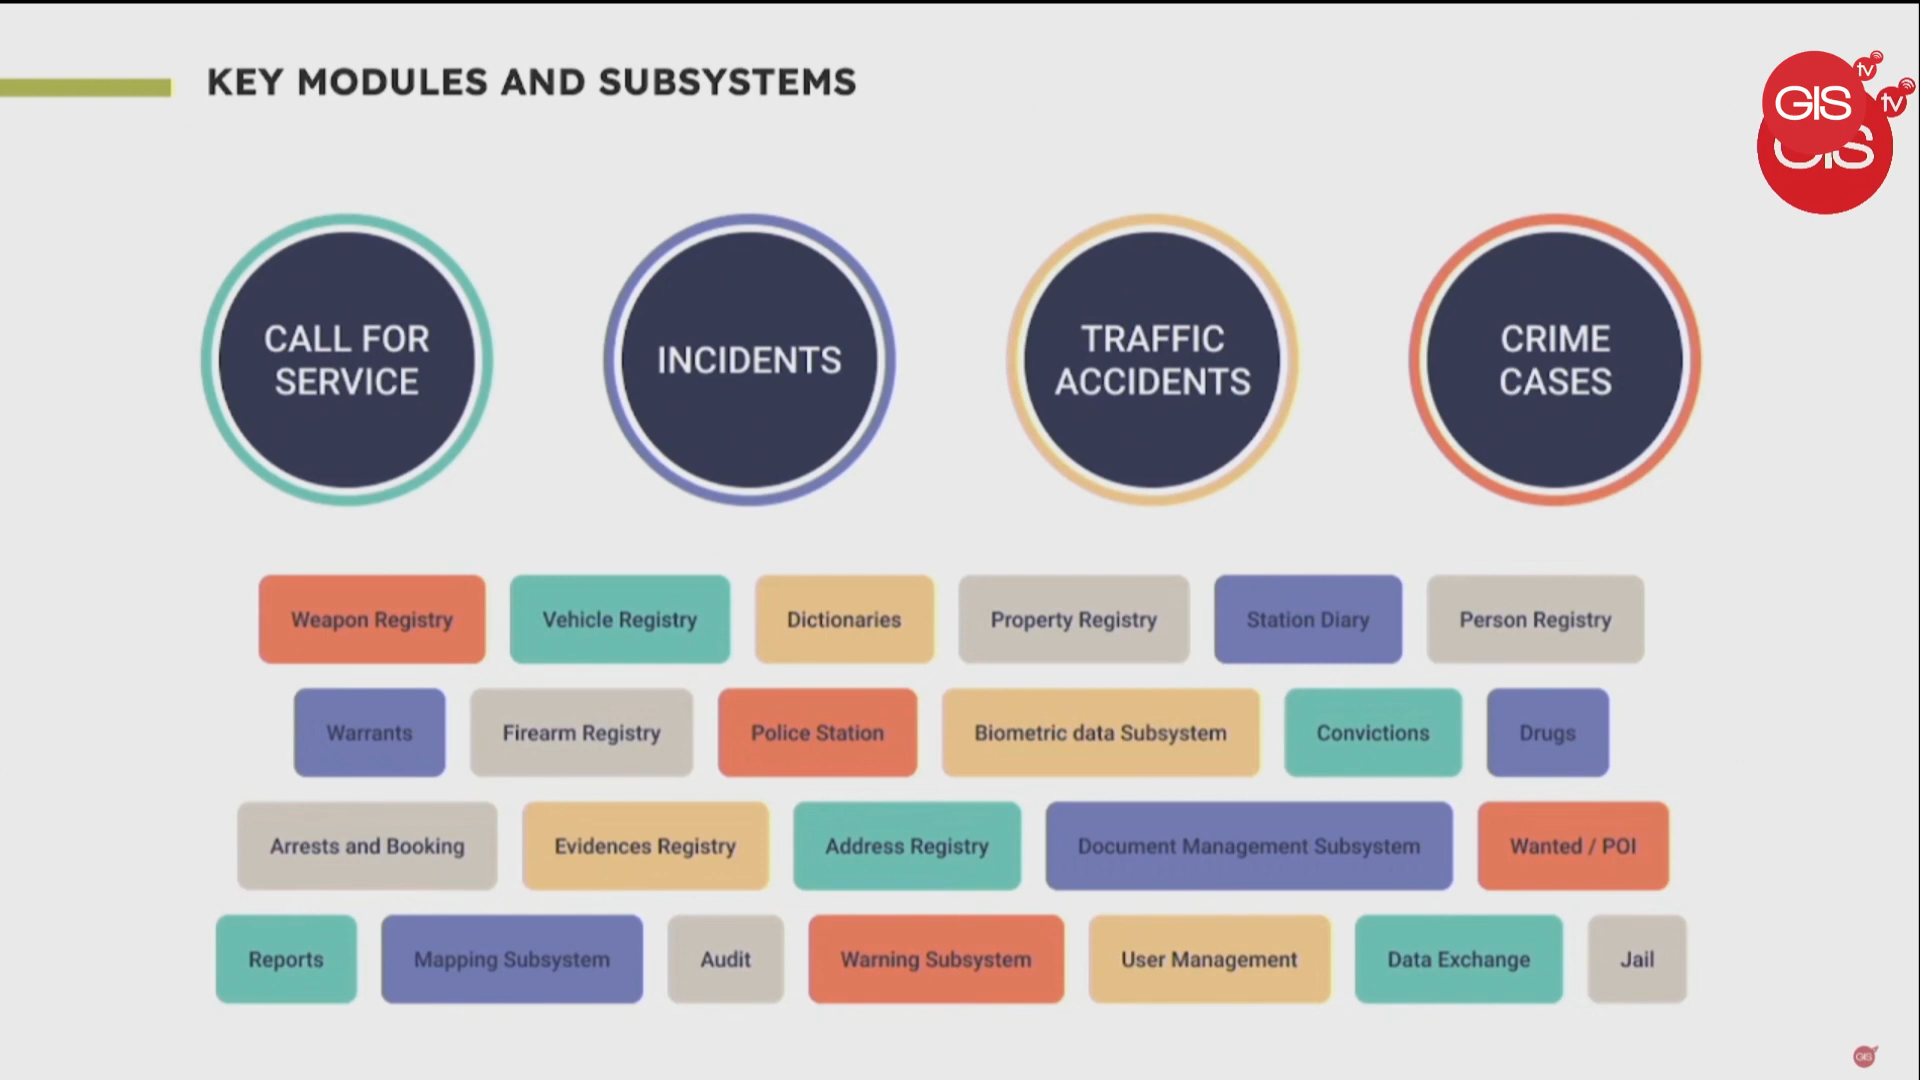 KEY MODULES AND SUBSYSTEMS
GIS tv
GIS tv
CALL FOR
SERVICE
INCIDENTS
TRAFFIC
ACCIDENTS
CRIME
CASES
Weapon Registry
Vehicle Registry
Dictionaries
Property Registry
Station Diary
Person Registry
Warrants
Firearm Registry
Police Station
Biometric data Subsystem
Convictions
Drugs
Arrests and Booking
Evidences Registry
Address Registry
Document Management Subsystem
Wanted / POI
Reports
Mapping Subsystem
Audit
Warning Subsystem
User Management
Data Exchange
Jail
GIS